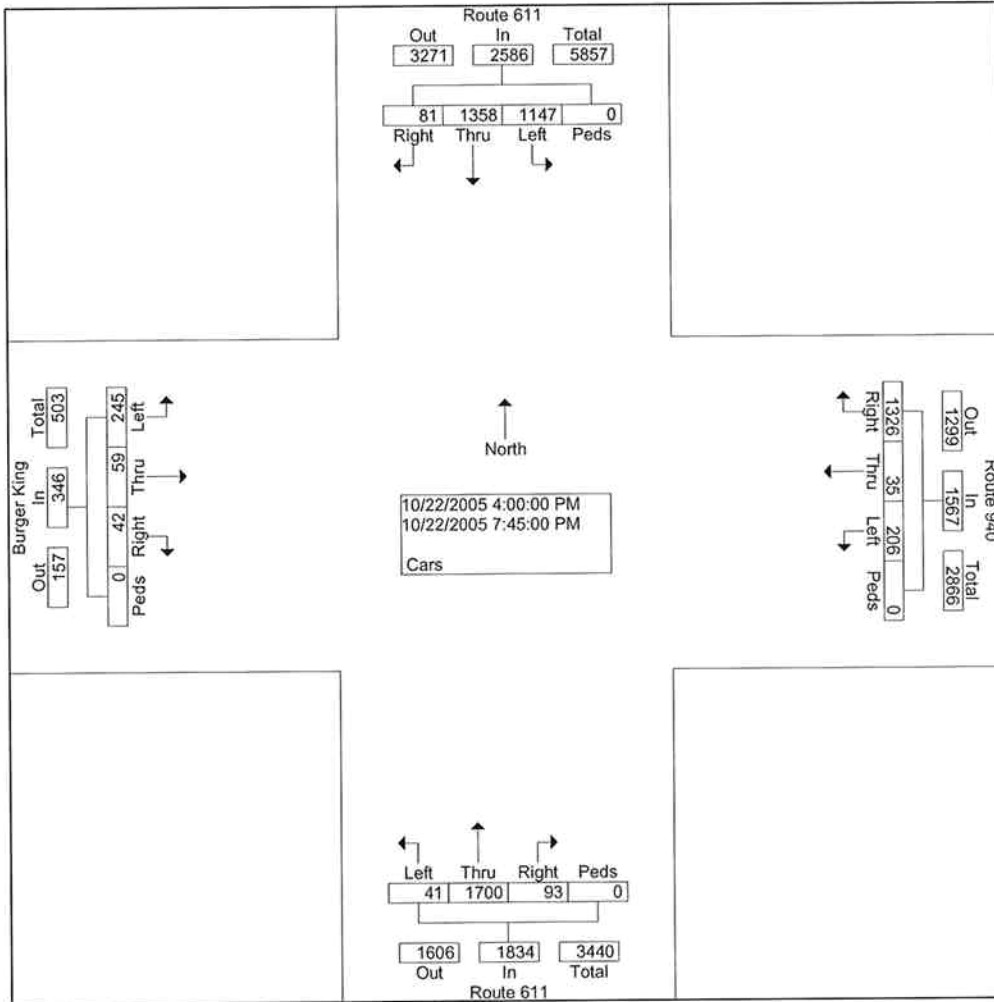 Route 611
Out In Total
3271 2586 5857
81 1358 1147 0
Right Thru Left Peds
Burger King
Total In Out
503 346 157
245 59 42 0
Left Thru Right Peds
North
10/22/2005 4:00:00 PM
10/22/2005 7:45:00 PM
Cars
Route 940
Out In Total
1299 1567 2866
1326 35 206 0
Right Thru Left Peds
Left Thru Right Peds
41 1700 93 0
1606 1834 3440
Out In Total
Route 611